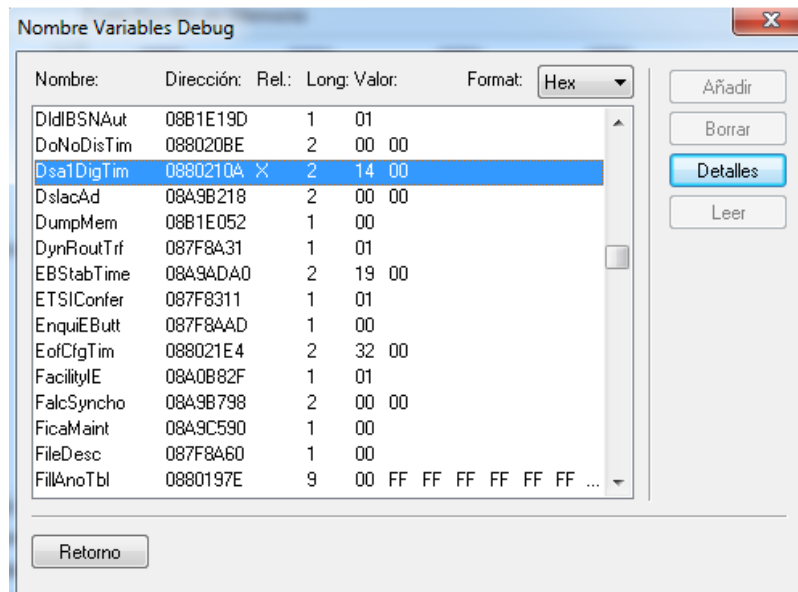 Nombre Variables Debug
Nombre: Dirección: Rel.: Long: Valor: Format: Hex
Añadir
Borrar
Detalles
Leer
DldIBSNAut 08B1E19D 1 01
DoNoDisTim 088020BE 2 00 00
Dsa1DigTim 0880210A X 2 14 00
DslacAd 08A9B218 2 00 00
DumpMem 08B1E052 1 00
DynRoutTrf 087F8A31 1 01
EBStabTime 08A9ADA0 2 19 00
ETSIConfer 087F8311 1 01
EnquiEButt 087F8AAD 1 00
EofCfgTim 088021E4 2 32 00
FacilityIE 08A0B82F 1 01
FalcSyncho 08A9B798 2 00 00
FicaMaint 08A9C590 1 00
FileDesc 087F8A60 1 00
FillAnoTbl 0880197E 9 00 FF FF FF FF FF FF ...
Retorno